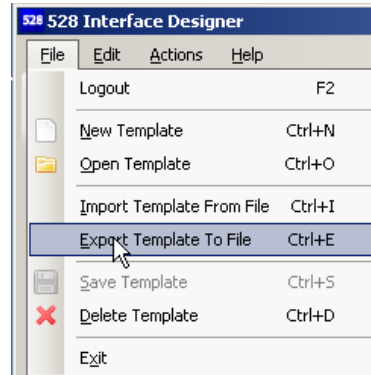 528 528 Interface Designer
File Edit Actions Help
Logout F2
New Template Ctrl+N
Open Template Ctrl+O
Import Template From File Ctrl+I
Export Template To File Ctrl+E
Save Template Ctrl+S
Delete Template Ctrl+D
Exit